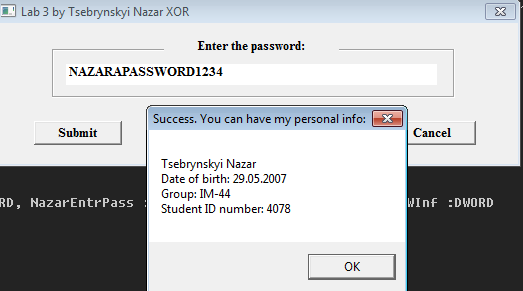 Lab 3 by Tsebrynskyi Nazar XOR
Enter the password:
NAZARAPASSWORD1234
Submit
Cancel
Success. You can have my personal info:
Tsebrynskyi Nazar
Date of birth: 29.05.2007
Group: IM-44
Student ID number: 4078
OK
RD, NazarEntrPass : WInf :DWORD